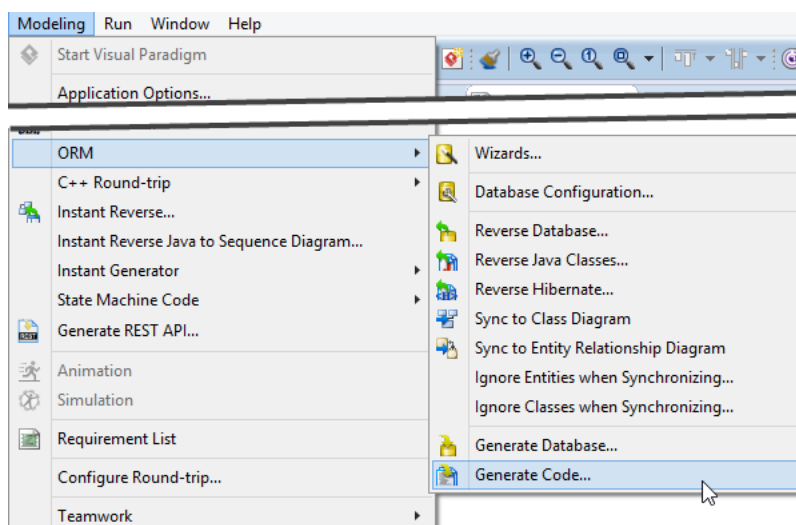 Modeling Run Window Help
Start Visual Paradigm
Application Options...
ORM
C++ Round-trip
Instant Reverse...
Instant Reverse Java to Sequence Diagram...
Instant Generator
State Machine Code
Generate REST API...
Animation
Simulation
Requirement List
Configure Round-trip...
Teamwork
Wizards...
Database Configuration...
Reverse Database...
Reverse Java Classes...
Reverse Hibernate...
Sync to Class Diagram
Sync to Entity Relationship Diagram
Ignore Entities when Synchronizing...
Ignore Classes when Synchronizing...
Generate Database...
Generate Code...